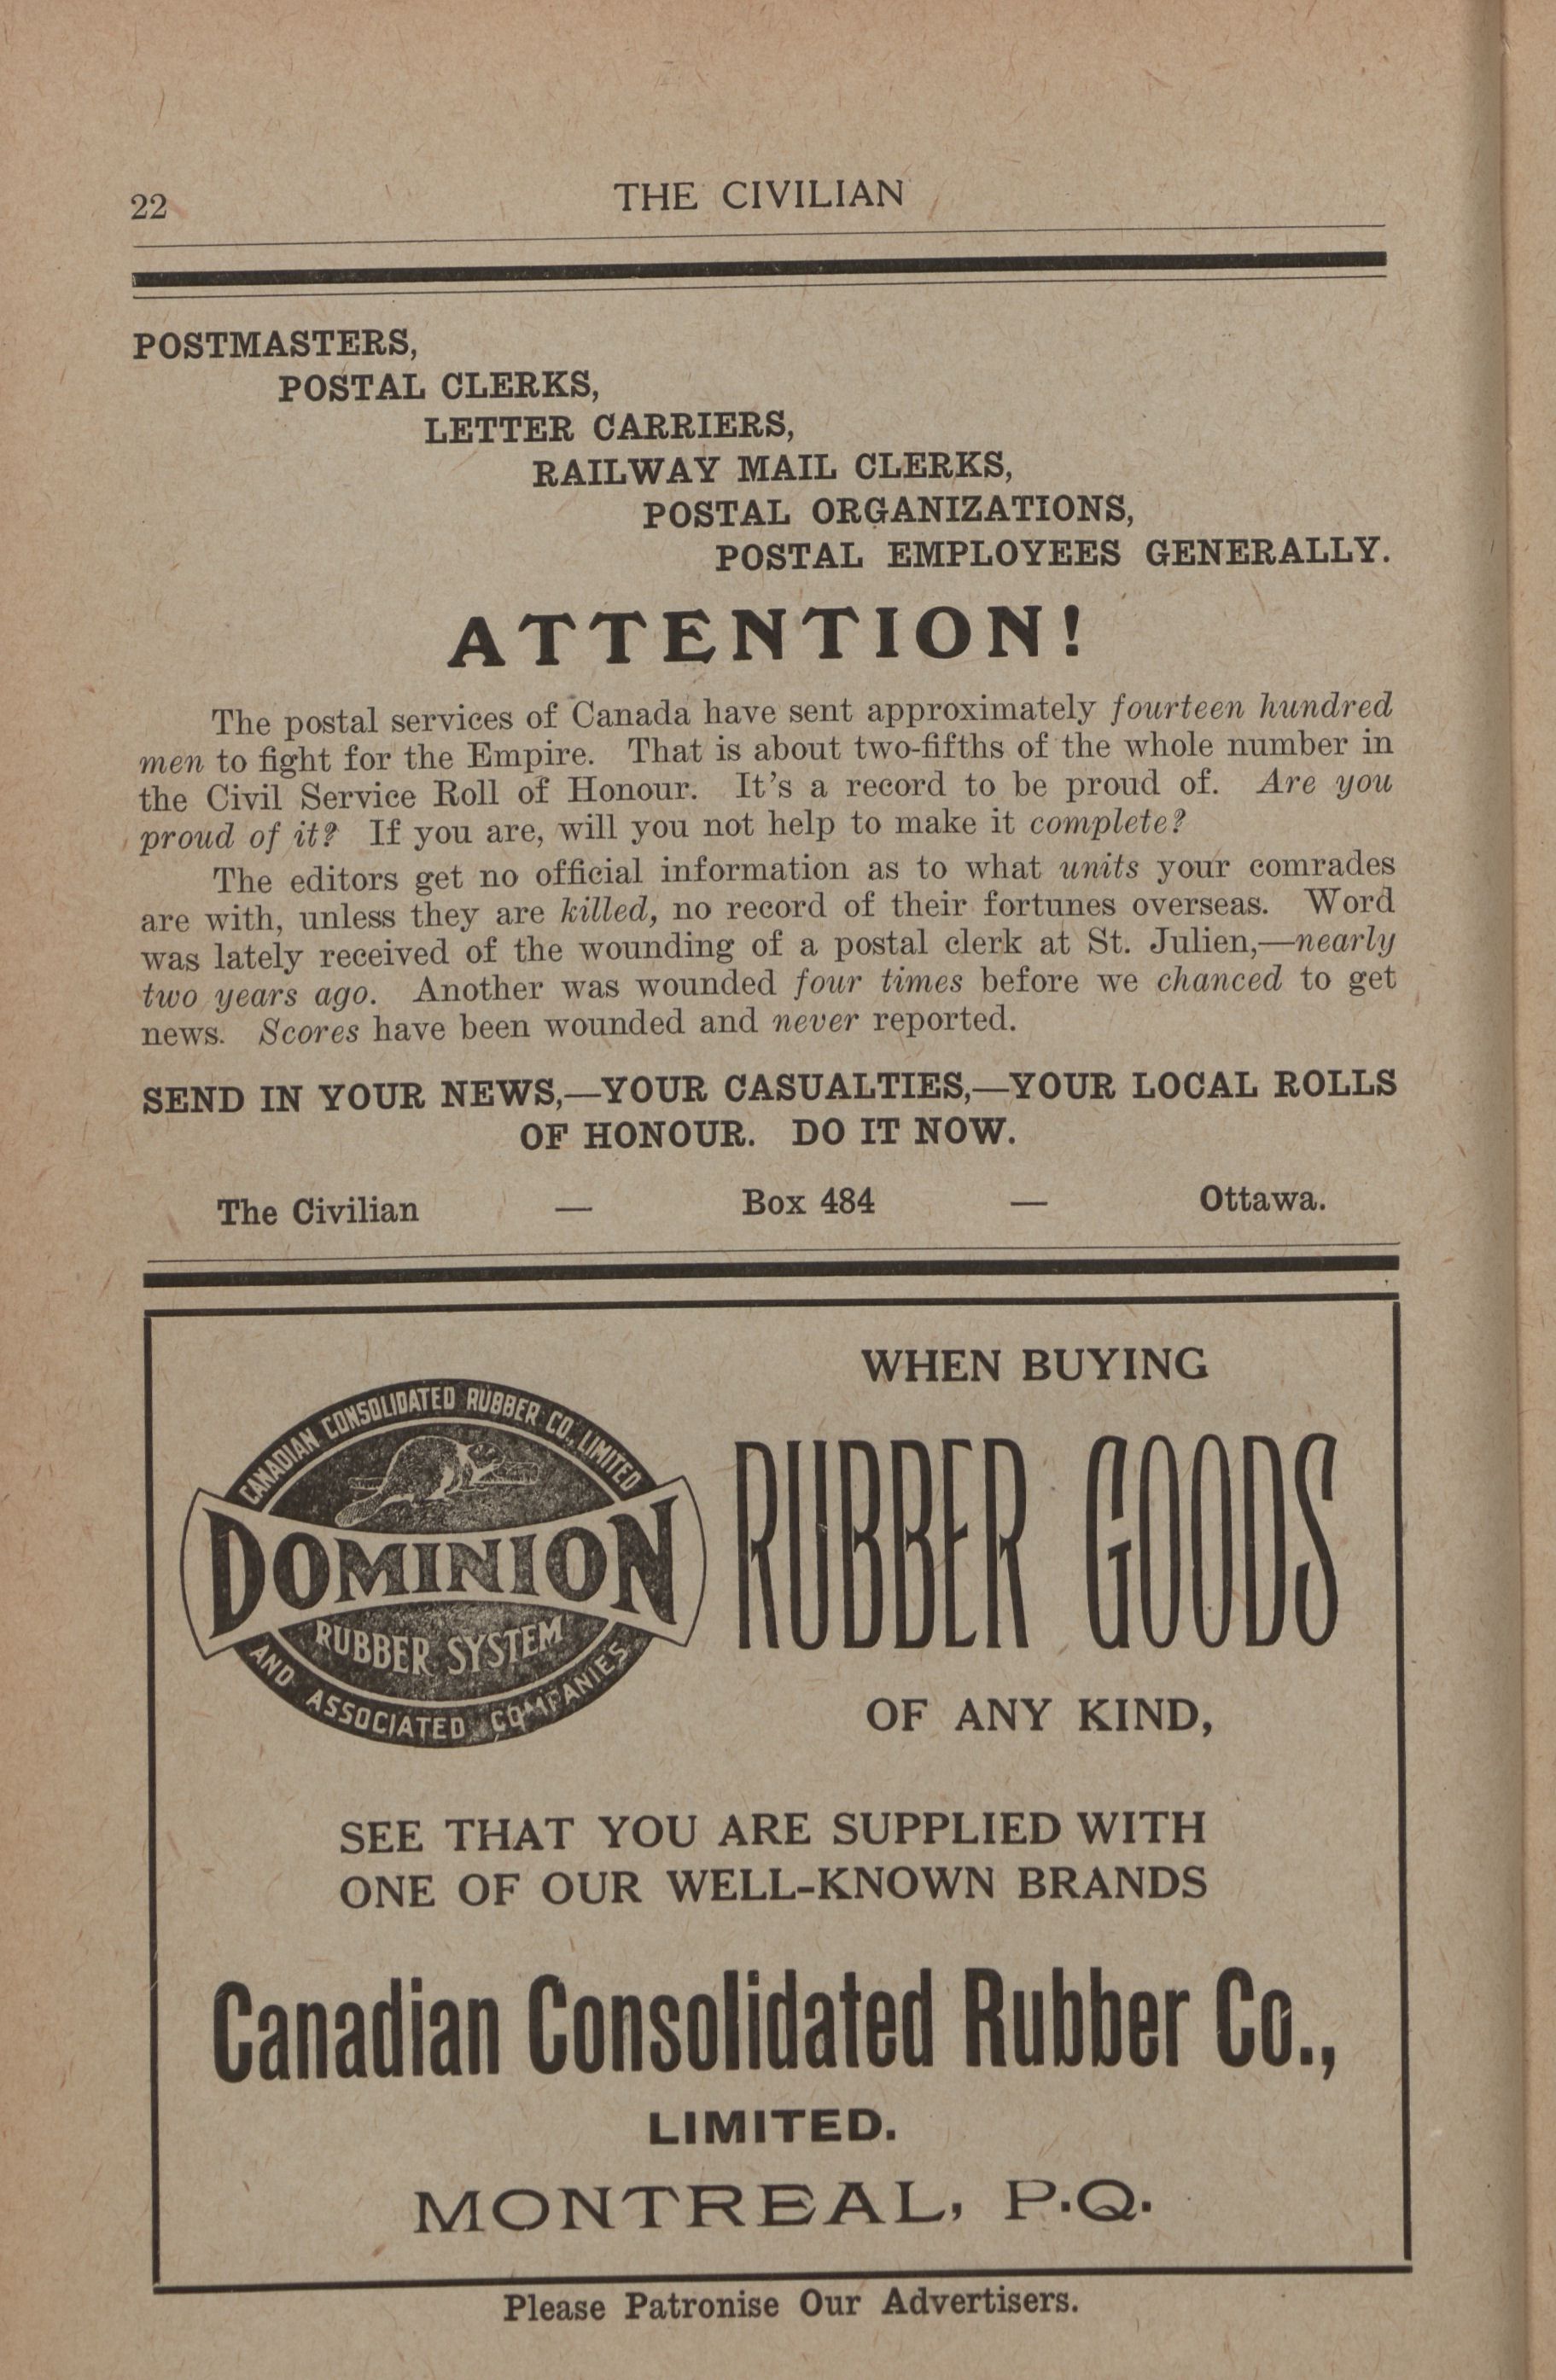 22
THE CIVILIAN
POSTMASTERS,
POSTAL CLERKS,
LETTER CARRIERS,
RAILWAY MAIL CLERKS,
POSTAL ORGANIZATIONS,
POSTAL EMPLOYEES GENERALLY.
ATTENTION!
The postal services of Canada have sent approximately fourteen hundred
men to fight for the Empire. That is about two-fifths of the whole number in
the Civil Service Roll of Honour. It's a record to be proud of. Are you
proud of it? If you are, will you not help to make it complete?
The editors get no official information as to what units your comrades
are with, unless they are killed, no record of their fortunes overseas. Word
was lately received of the wounding of a postal clerk at St. Julien,—nearly
two years ago. Another was wounded four times before we chanced to get
news. Scores have been wounded and never reported.
SEND IN YOUR NEWS,—YOUR CASUALTIES,—YOUR LOCAL ROLLS
OF HONOUR. DO IT NOW.
The Civilian — Box 484 — Ottawa.
CANADIAN CONSOLIDATED RUBBER CO., LIMITED
DOMINION
RUBBER SYSTEM
AND ASSOCIATED COMPANIES
WHEN BUYING
RUBBER GOODS
OF ANY KIND,
SEE THAT YOU ARE SUPPLIED WITH
ONE OF OUR WELL-KNOWN BRANDS
Canadian Consolidated Rubber Co.,
LIMITED.
MONTREAL, P.Q.
Please Patronise Our Advertisers.